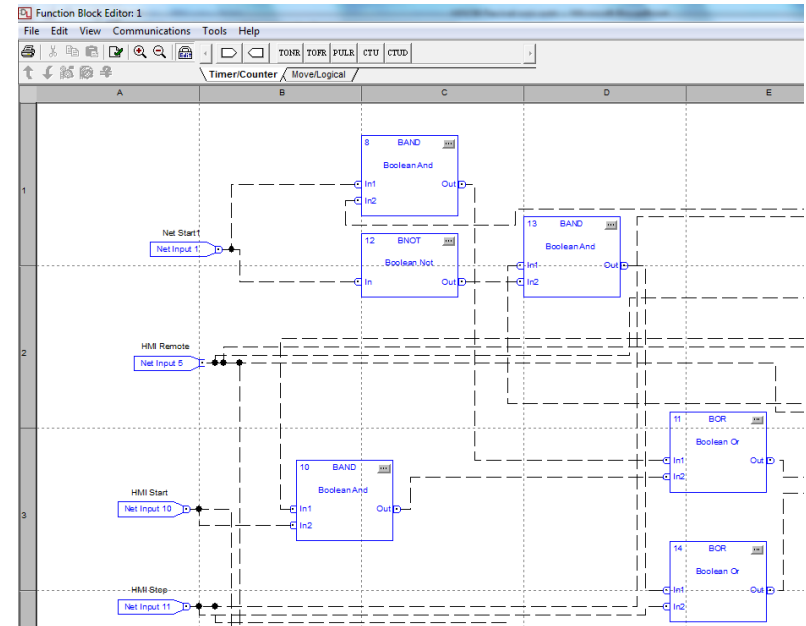 Function Block Editor: 1
File Edit View Communications Tools Help
TONR TOFR PULR CTU CTUD
Timer/Counter Move/Logical
A B C D E
1
8 BAND
Boolean And
In1 Out
In2
Net Start1
Net Input 1
12 BNOT
Boolean Not
In Out
13 BAND
Boolean And
In1 Out
In2
2
HMI Remote
Net Input 5
11 BOR
Boolean Or
In1 Out
In2
3
10 BAND
Boolean And
In1 Out
In2
HMI Start
Net Input 10
14 BOR
Boolean Or
In1 Out
In2
HMI Stop
Net Input 11